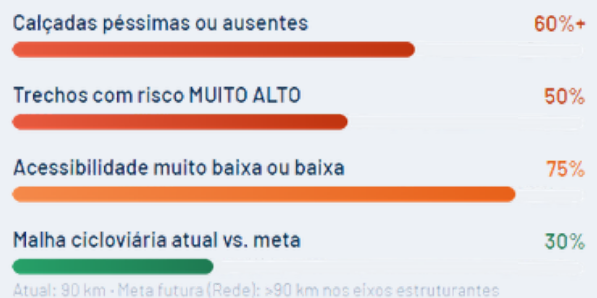 Calçadas péssimas ou ausentes 60%+
Trechos com risco MUITO ALTO 50%
Acessibilidade muito baixa ou baixa 75%
Malha cicloviária atual vs. meta 30%
Atual: 90 km · Meta futura (Rede): >90 km nos eixos estruturantes